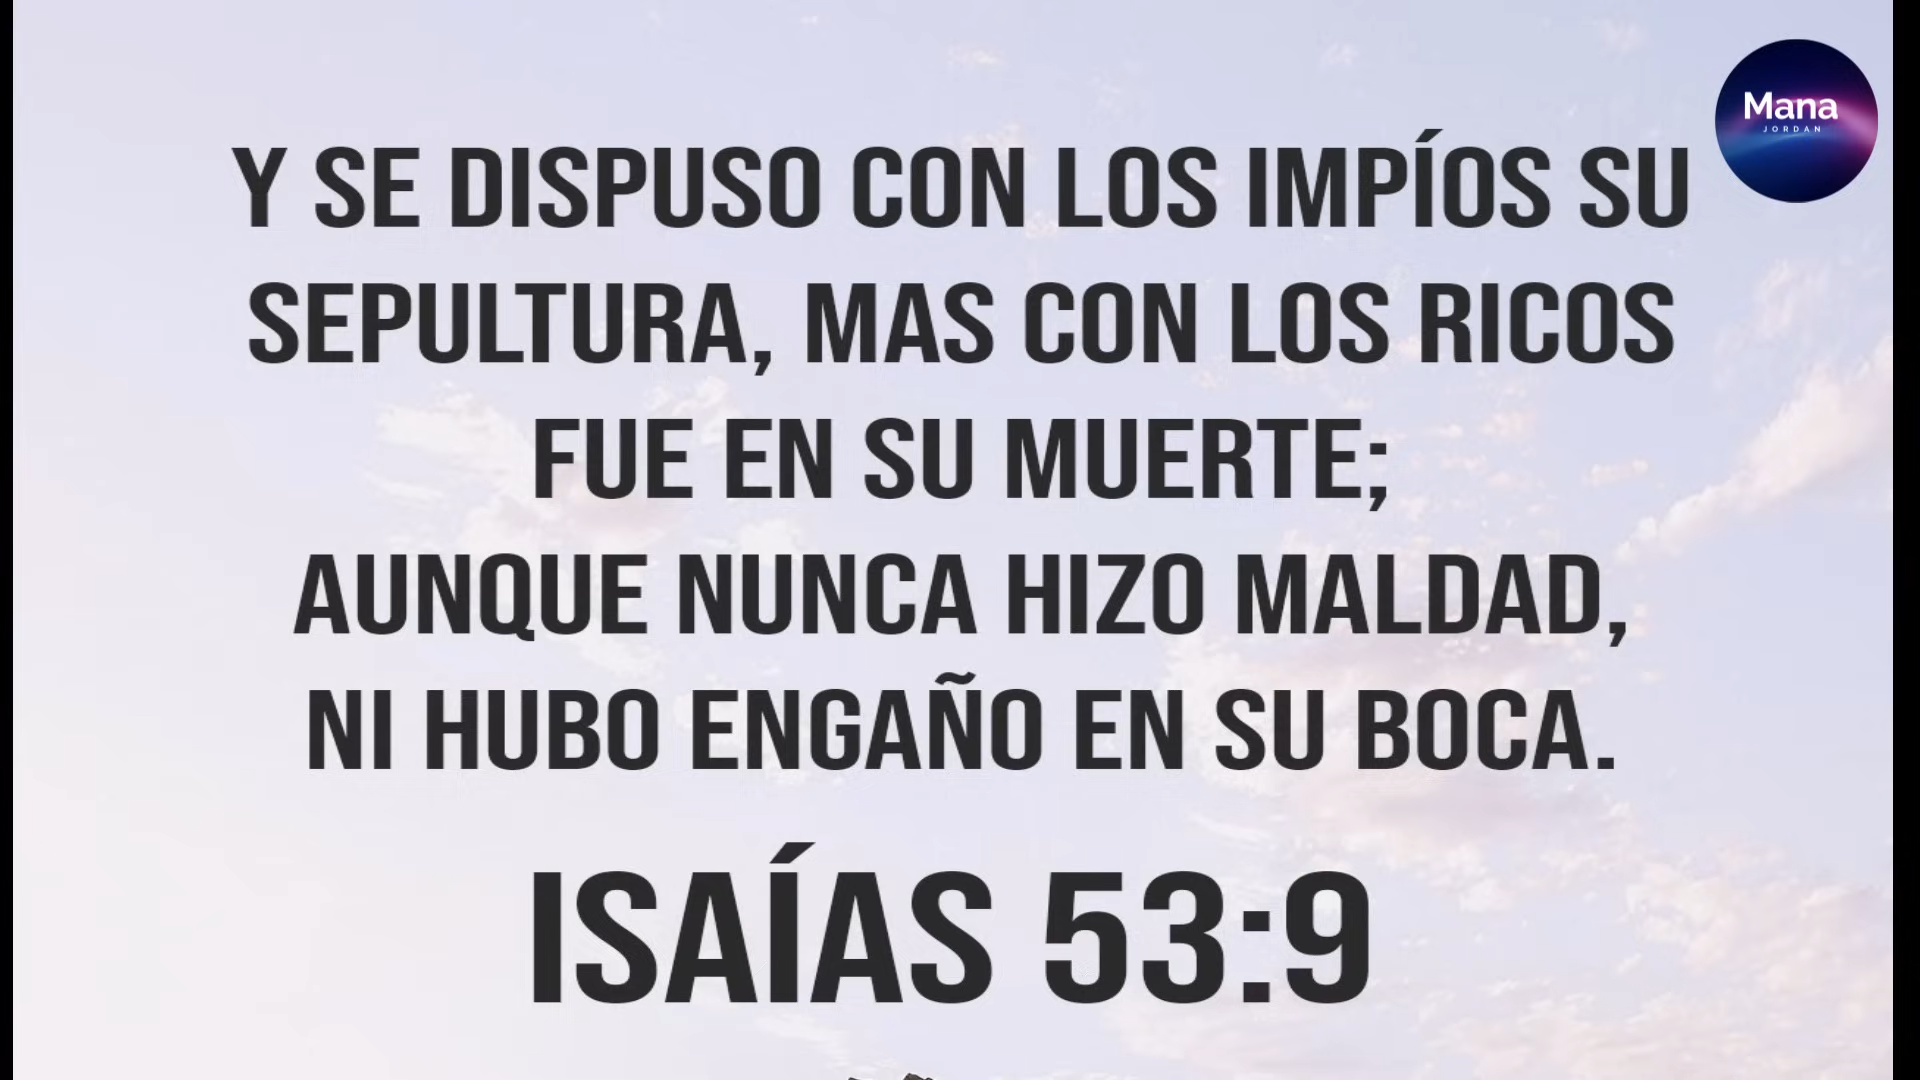 Mana
JORDAN
Y SE DISPUSO CON LOS IMPÍOS SU
SEPULTURA, MAS CON LOS RICOS
FUE EN SU MUERTE;
AUNQUE NUNCA HIZO MALDAD,
NI HUBO ENGAÑO EN SU BOCA.
ISAÍAS 53:9